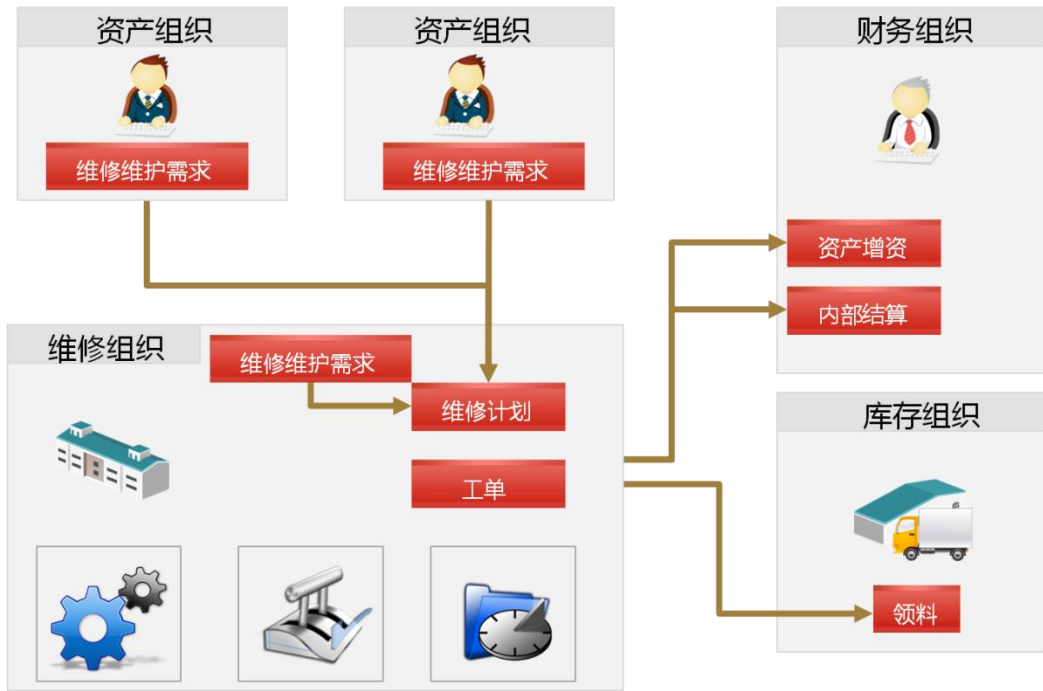 资产组织
维修维护需求
资产组织
维修维护需求
财务组织
资产增资
内部结算
维修组织
维修维护需求
维修计划
工单
库存组织
领料